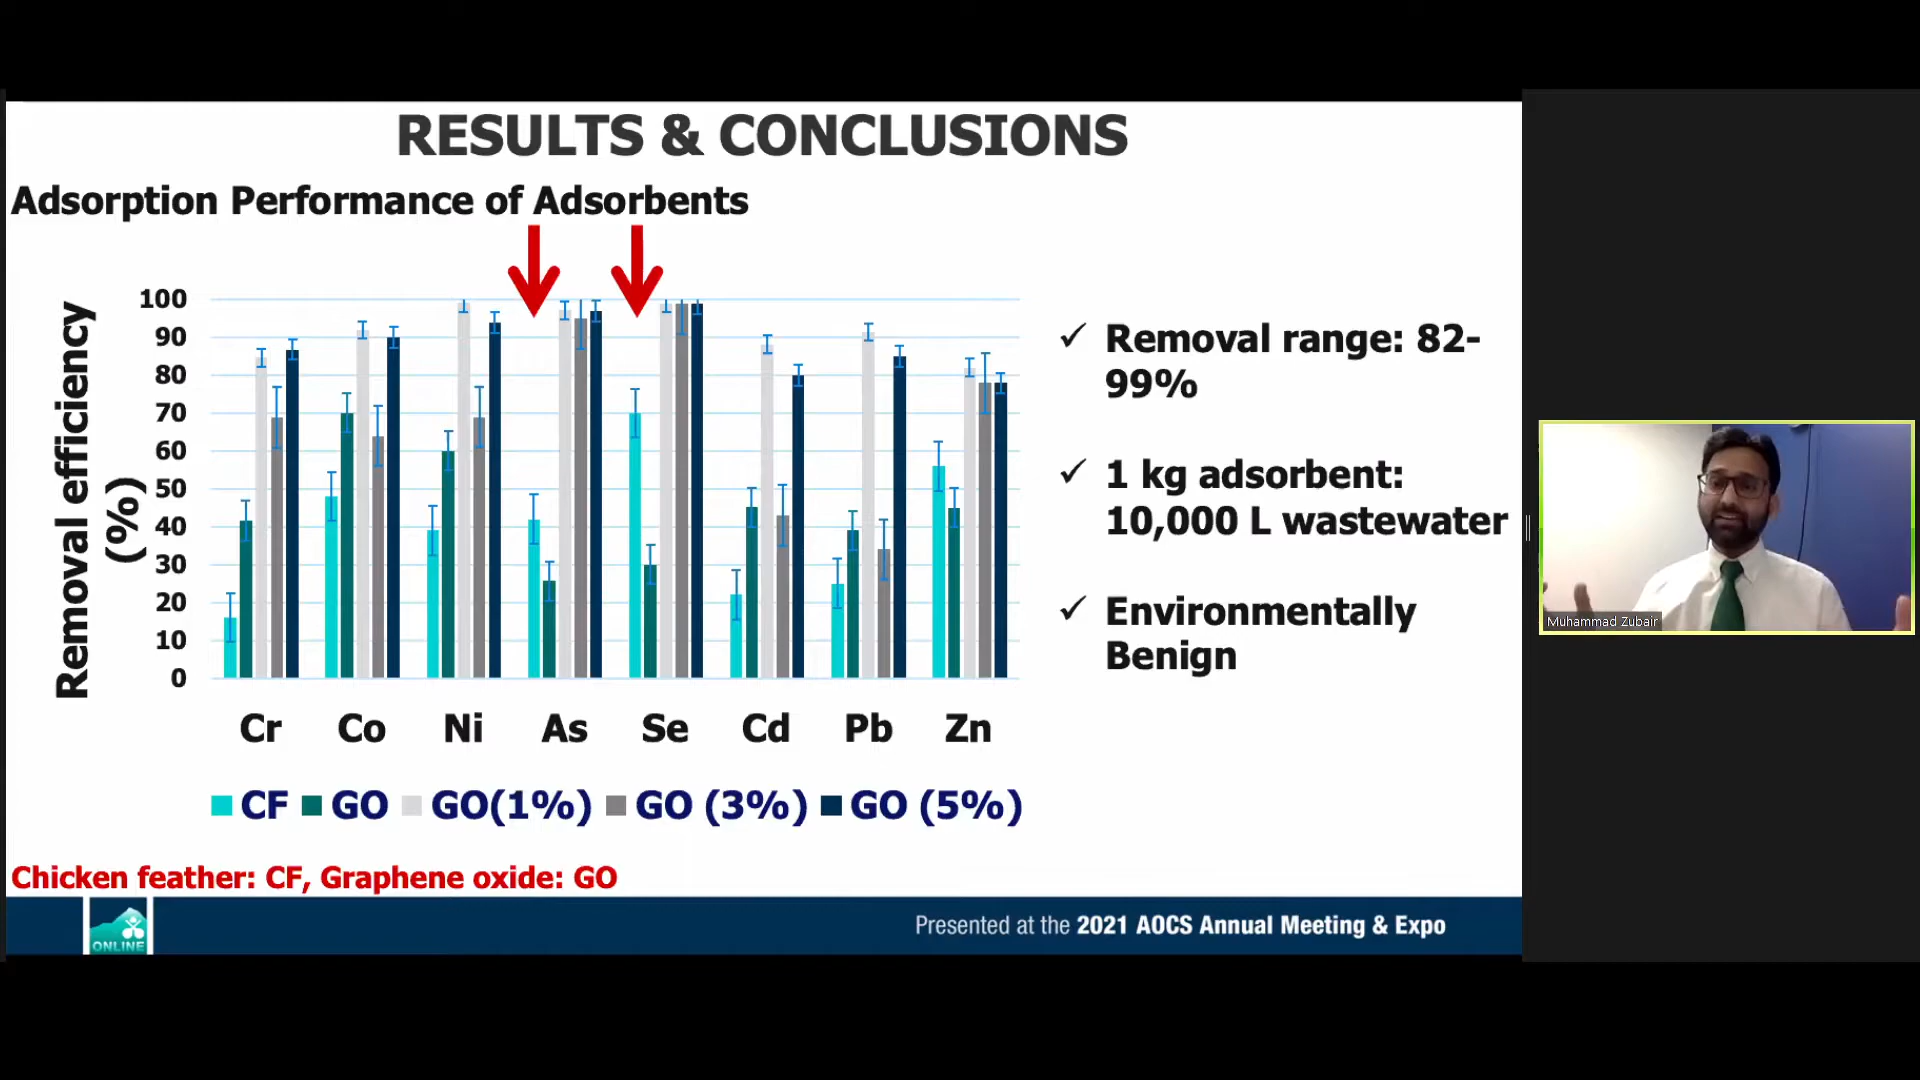 RESULTS & CONCLUSIONS
Adsorption Performance of Adsorbents
Removal efficiency
(%)
100
90
80
70
60
50
40
30
20
10
0
Cr Co Ni As Se Cd Pb Zn
CF GO GO(1%) GO (3%) GO (5%)
✓ Removal range: 82-
99%
✓ 1 kg adsorbent:
10,000 L wastewater
✓ Environmentally
Benign
Chicken feather: CF, Graphene oxide: GO
ONLINE
Presented at the 2021 AOCS Annual Meeting & Expo
Muhammad Zubair